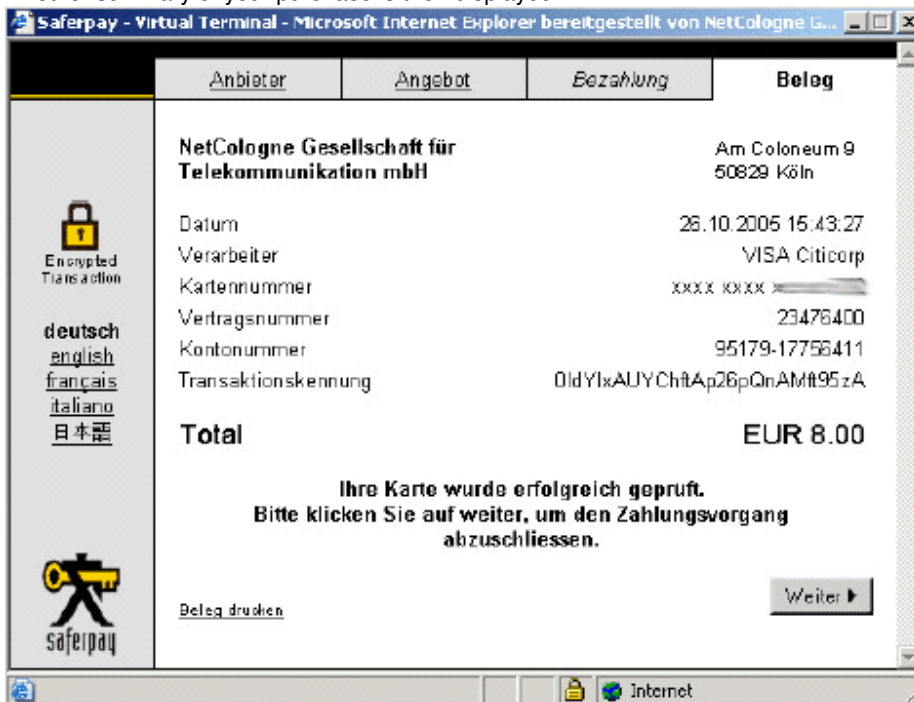 Saferpay - Virtual Terminal - Microsoft Internet Explorer bereitgestellt von NetCologne G...
Anbieter Angebot Bezahlung Beleg
NetCologne Gesellschaft für
Telekommunikation mbH
Am Coloneum 9
50829 Köln
Encrypted
Transaction
deutsch
english
français
italiano
日本語
Datum 26.10.2005 15:43:27
Verarbeiter VISA Citicorp
Kartennummer xxxx xxxx x
Vertragsnummer 23476400
Kontonummer 95179-17756411
Transaktionskennung
Total EUR 8.00
Ihre Karte wurde erfolgreich gepruft.
Bitte klicken Sie auf weiter, um den Zahlungsvorgang
abzuschliessen.
Beleg drucken
Weiter
saferpay
Internet